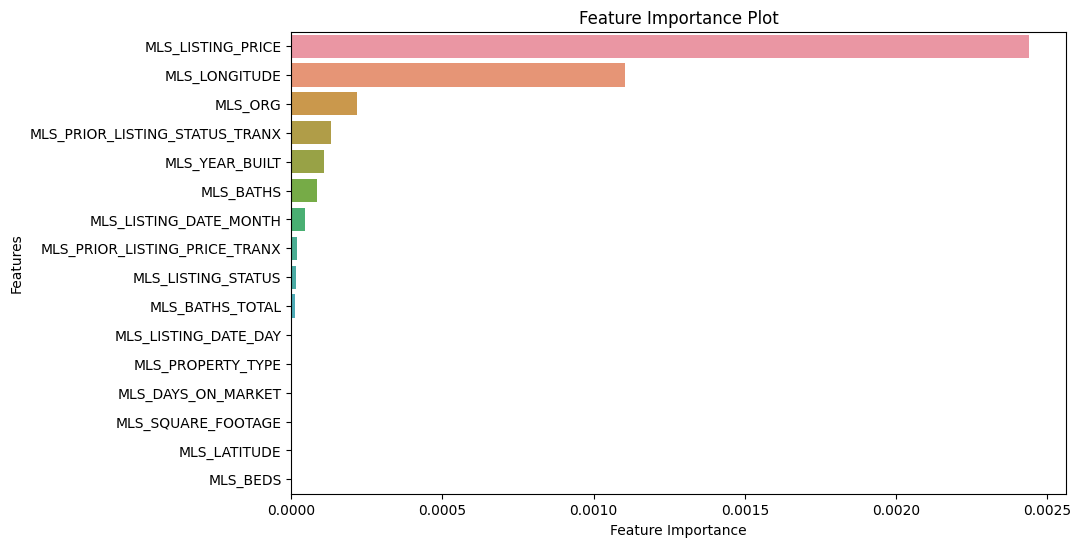 Feature Importance Plot
MLS_LISTING_PRICE
MLS_LONGITUDE
MLS_ORG
MLS_PRIOR_LISTING_STATUS_TRANX
MLS_YEAR_BUILT
MLS_BATHS
MLS_LISTING_DATE_MONTH
MLS_PRIOR_LISTING_PRICE_TRANX
MLS_LISTING_STATUS
MLS_BATHS_TOTAL
MLS_LISTING_DATE_DAY
MLS_PROPERTY_TYPE
MLS_DAYS_ON_MARKET
MLS_SQUARE_FOOTAGE
MLS_LATITUDE
MLS_BEDS
Features
0.0000 0.0005 0.0010 0.0015 0.0020 0.0025
Feature Importance